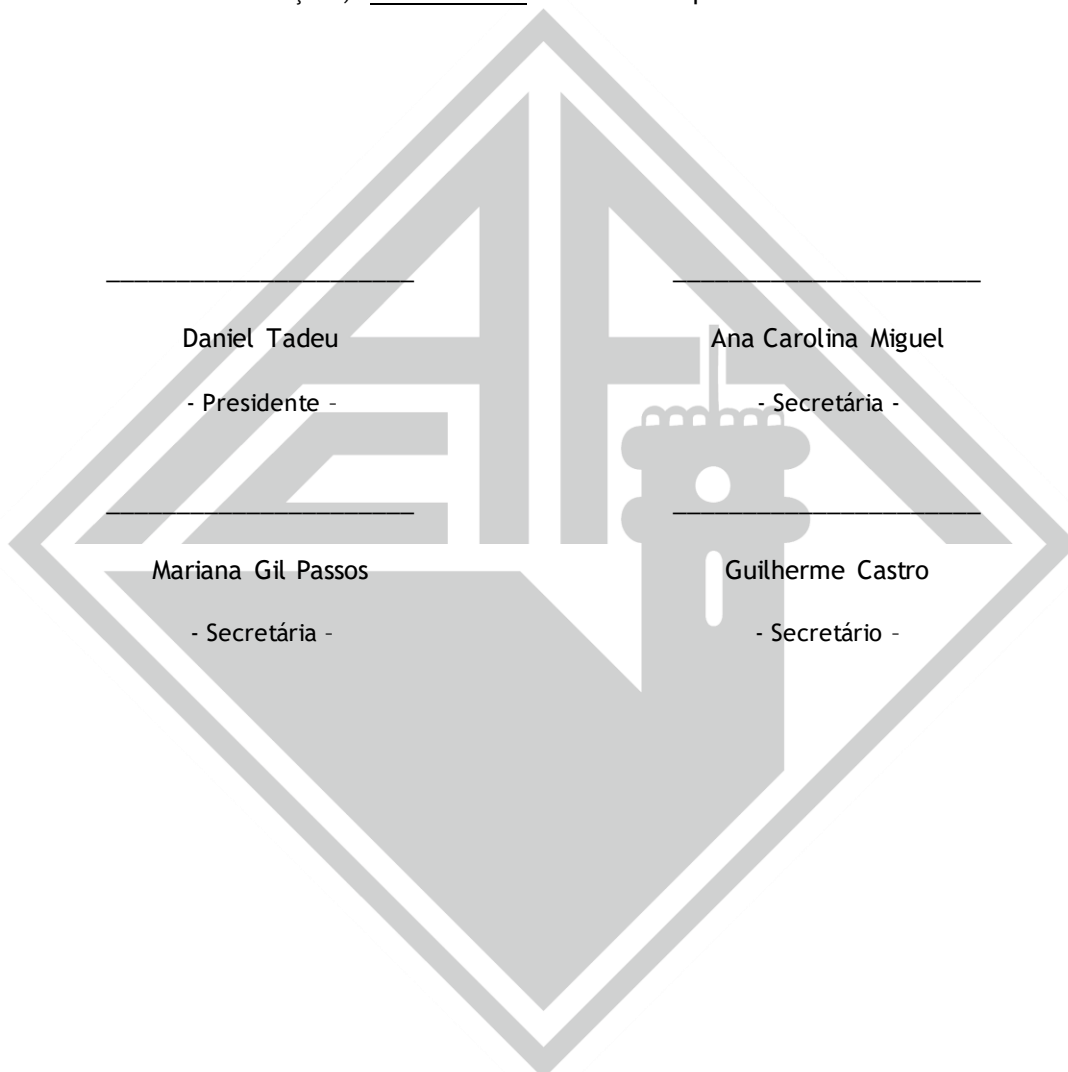 Daniel Tadeu
- Presidente –
Ana Carolina Miguel
- Secretária -
Mariana Gil Passos
- Secretária –
Guilherme Castro
- Secretário –